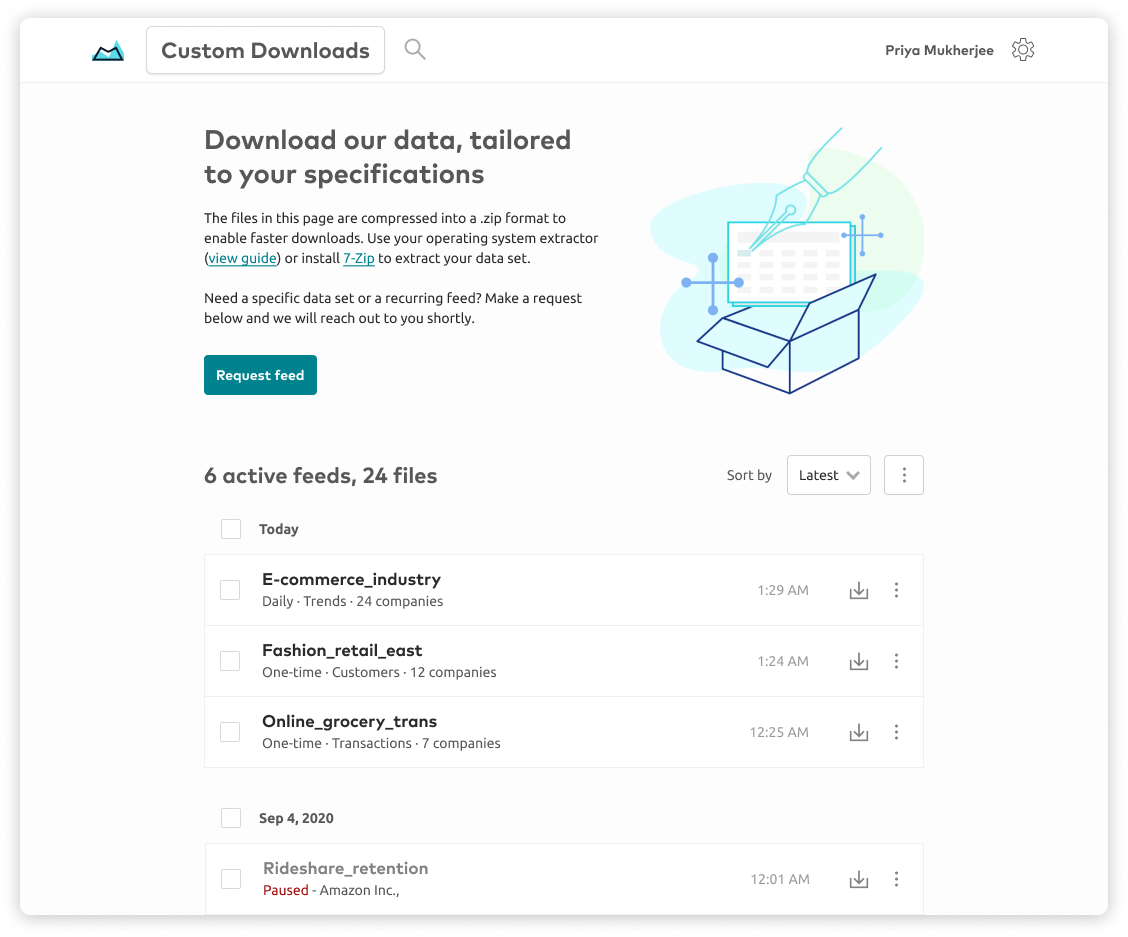 Custom Downloads
Priya Mukherjee
Download our data, tailored
to your specifications
The files in this page are compressed into a .zip format to
enable faster downloads. Use your operating system extractor
(view guide) or install 7-Zip to extract your data set.
Need a specific data set or a recurring feed? Make a request
below and we will reach out to you shortly.
Request feed
6 active feeds, 24 files
Sort by
Latest
Today
E-commerce_industry
Daily · Trends · 24 companies
1:29 AM
Fashion_retail_east
One-time · Customers · 12 companies
1:24 AM
Online_grocery_trans
One-time · Transactions · 7 companies
12:25 AM
Sep 4, 2020
Rideshare_retention
Paused - Amazon Inc.,
12:01 AM